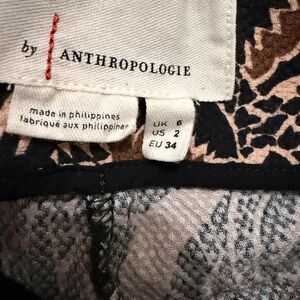 by ANTHROPOLOGIE
made in philippines
fabriqué aux philippines
UK 6
US 2
EU 34